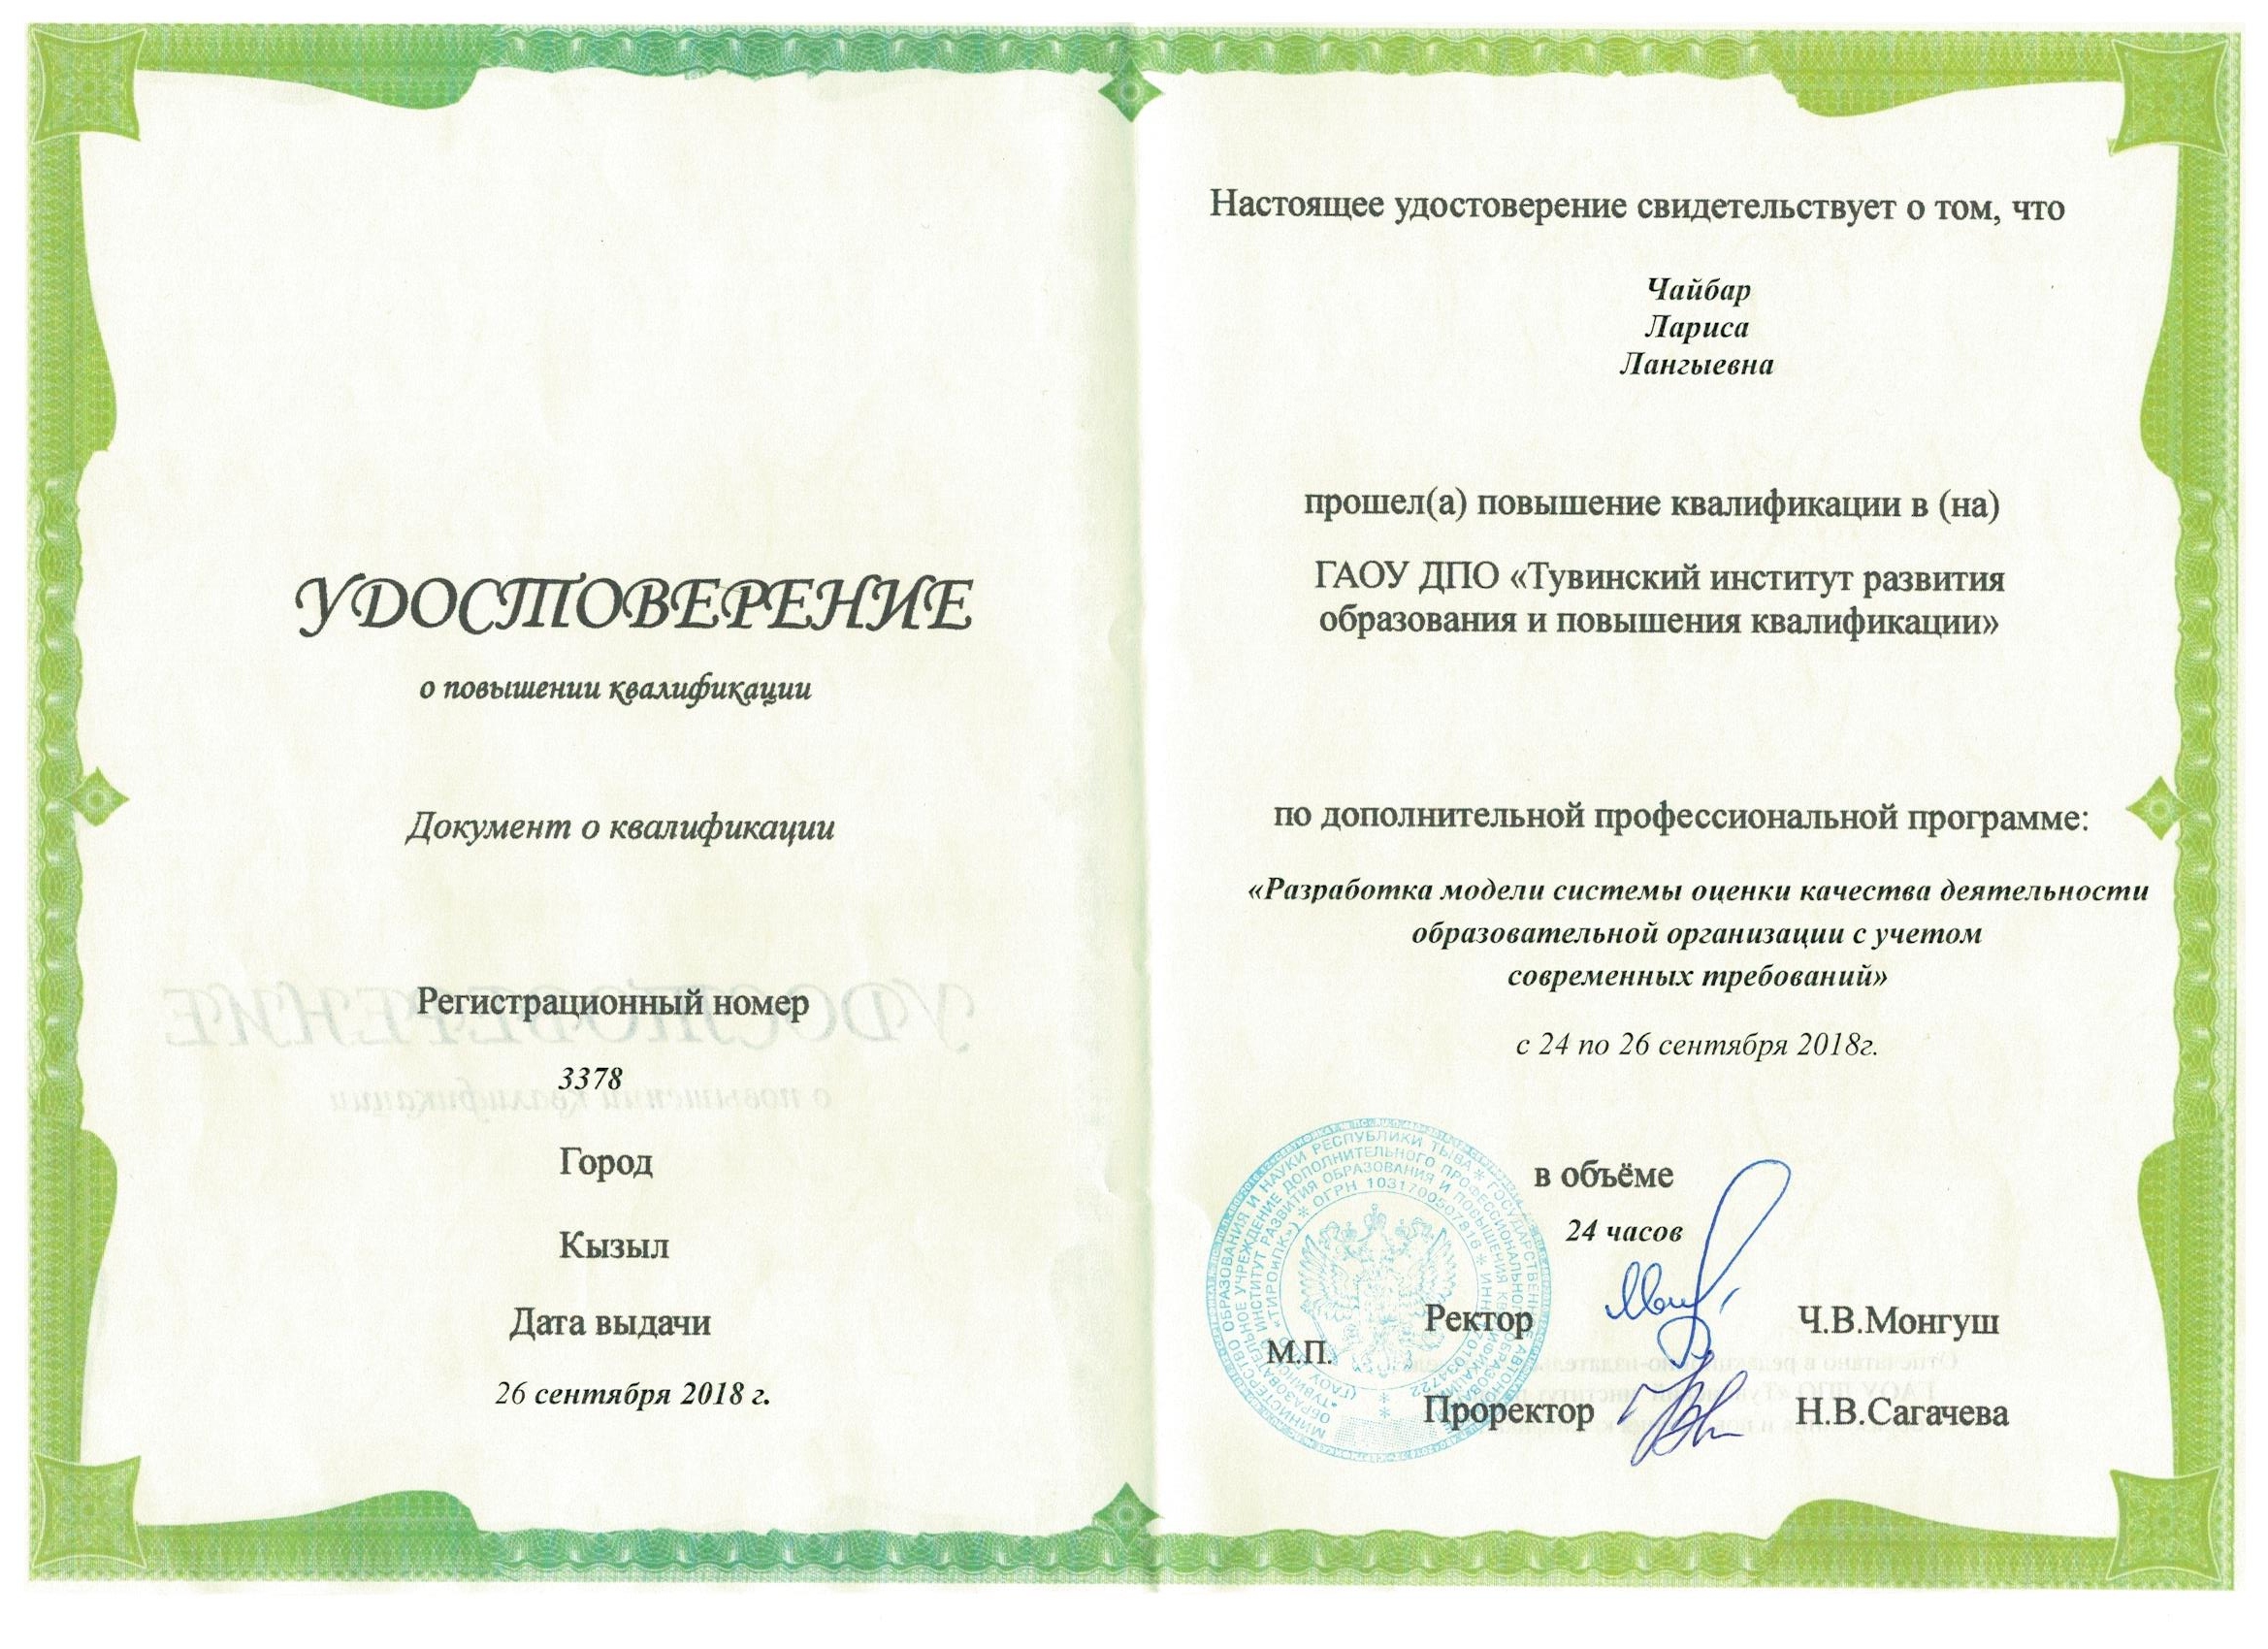 УДОСТОВЕРЕНИЕ
о повышении квалификации
Документ о квалификации
Регистрационный номер
3378
Город
Кызыл
Дата выдачи
26 сентября 2018 г.
Настоящее удостоверение свидетельствует о том, что
Чайбар
Лариса
Лангыевна
прошел(а) повышение квалификации в (на)
ГАОУ ДПО «Тувинский институт развития
образования и повышения квалификации»
по дополнительной профессиональной программе:
«Разработка модели системы оценки качества деятельности
образовательной организации с учетом
современных требований»
с 24 по 26 сентября 2018г.
в объёме
24 часов
Ректор
Ч.В.Монгуш
М.П.
Проректор
Н.В.Сагачева
МИНИСТЕРСТВО ОБРАЗОВАНИЯ И НАУКИ РЕСПУБЛИКИ ТЫВА * ГОСУДАРСТВЕННОЕ АВТОНОМНОЕ
ОБРАЗОВАТЕЛЬНОЕ УЧРЕЖДЕНИЕ ДОПОЛНИТЕЛЬНОГО ПРОФЕССИОНАЛЬНОГО ОБРАЗОВАНИЯ
"ТУВИНСКИЙ ИНСТИТУТ РАЗВИТИЯ ОБРАЗОВАНИЯ И ПОВЫШЕНИЯ КВАЛИФИКАЦИИ"
(ГАОУ ДПО «ТИРОИПК») * ОГРН 1031700507816 * ИНН 1701034722